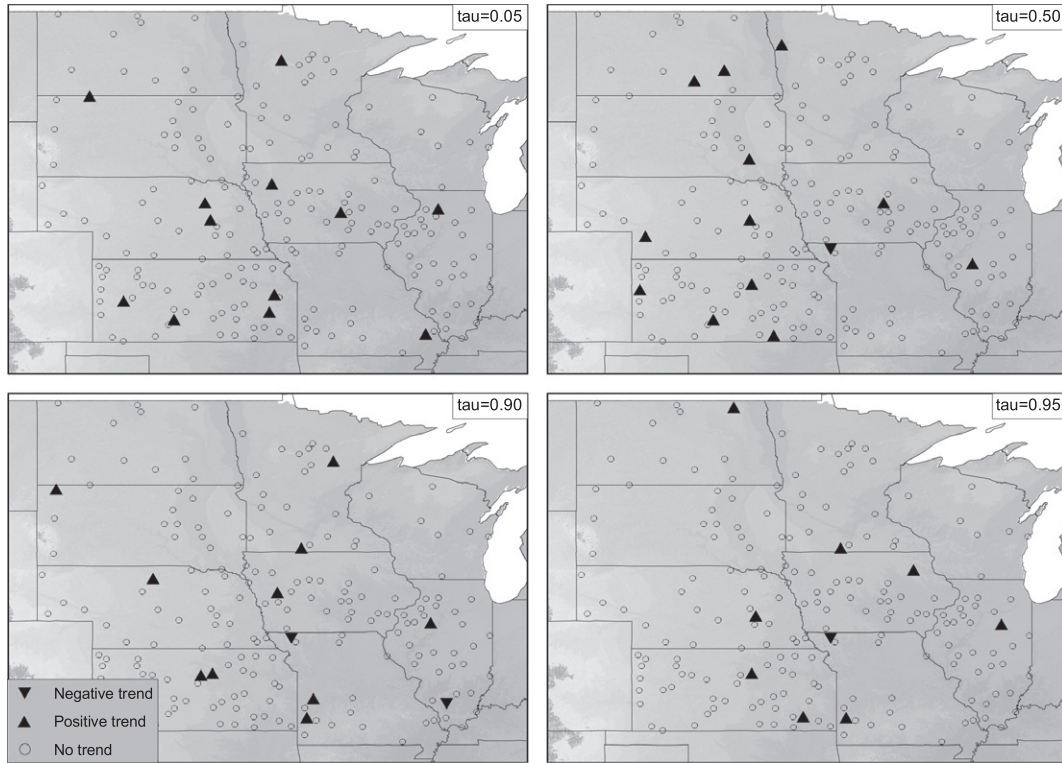 tau=0.05
tau=0.50
tau=0.90
tau=0.95
Negative trend
Positive trend
No trend